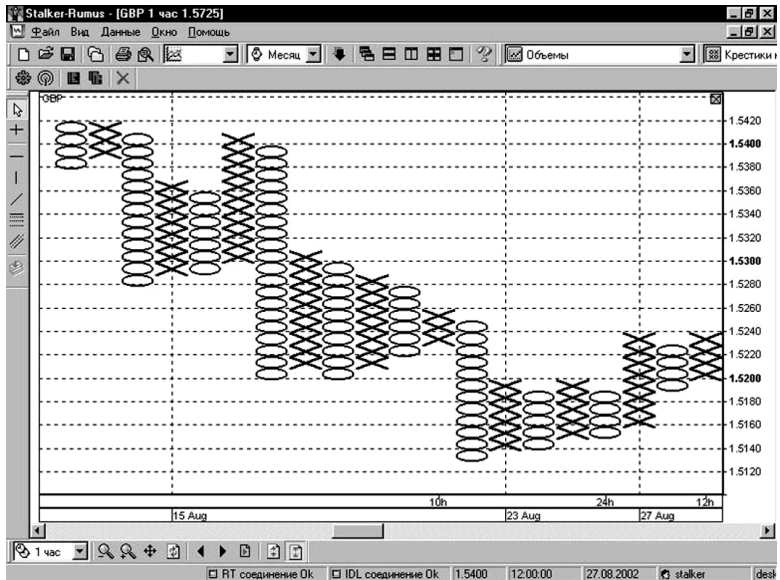 Stalker-Rumus - [GBP 1 час 1.5725]
Файл Вид Данные Окно Помощь
Месяц Объемы Крестики
GBP
1.5420
1.5400
1.5380
1.5360
1.5340
1.5320
1.5300
1.5280
1.5260
1.5240
1.5220
1.5200
1.5180
1.5160
1.5140
1.5120
10h 24h 12h
15 Aug 23 Aug 27 Aug
1 час
RT соединение Ok IDL соединение Ok 1.5400 12:00:00 27.08.2002 stalker desk